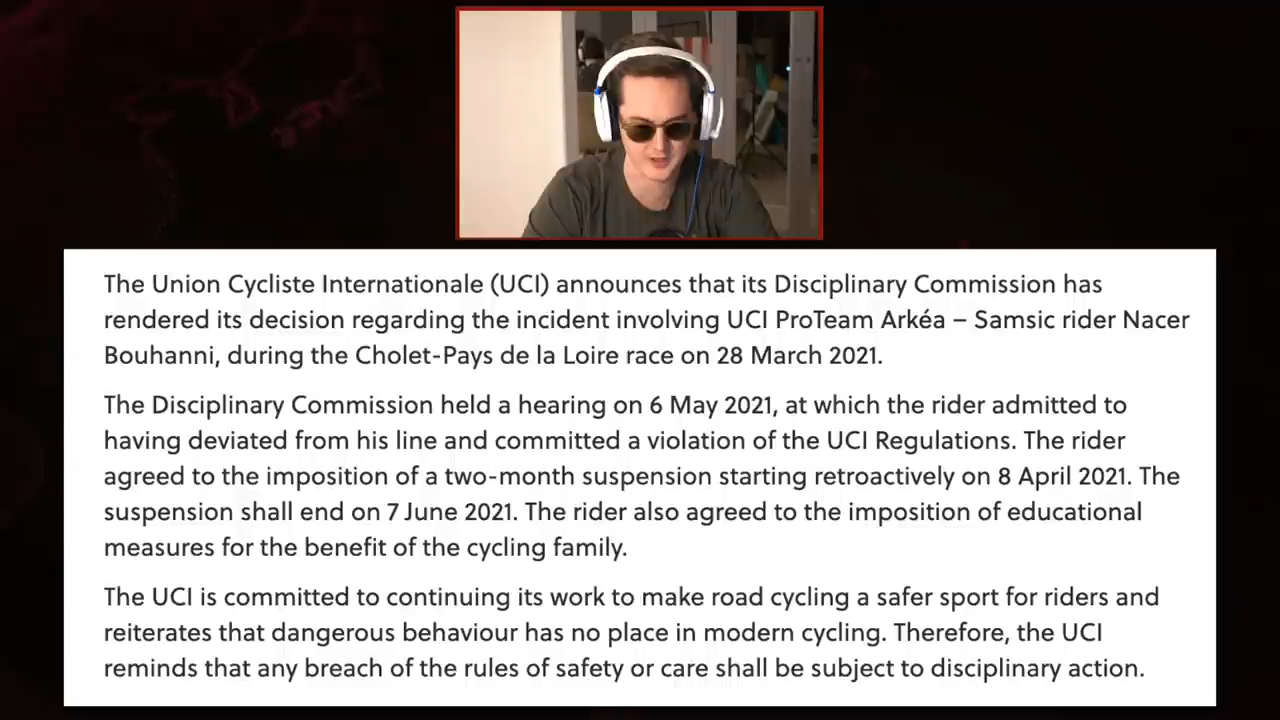 The Union Cycliste Internationale (UCI) announces that its Disciplinary Commission has
rendered its decision regarding the incident involving UCI ProTeam Arkéa – Samsic rider Nacer
Bouhanni, during the Cholet-Pays de la Loire race on 28 March 2021.
The Disciplinary Commission held a hearing on 6 May 2021, at which the rider admitted to
having deviated from his line and committed a violation of the UCI Regulations. The rider
agreed to the imposition of a two-month suspension starting retroactively on 8 April 2021. The
suspension shall end on 7 June 2021. The rider also agreed to the imposition of educational
measures for the benefit of the cycling family.
The UCI is committed to continuing its work to make road cycling a safer sport for riders and
reiterates that dangerous behaviour has no place in modern cycling. Therefore, the UCI
reminds that any breach of the rules of safety or care shall be subject to disciplinary action.